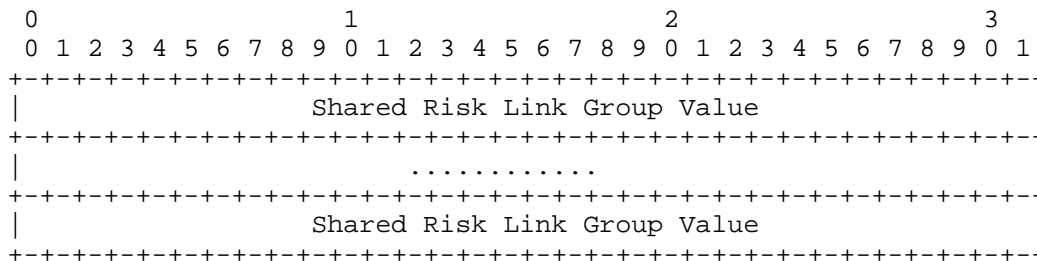 0                   1                   2                   3
 0 1 2 3 4 5 6 7 8 9 0 1 2 3 4 5 6 7 8 9 0 1 2 3 4 5 6 7 8 9 0 1
+-+-+-+-+-+-+-+-+-+-+-+-+-+-+-+-+-+-+-+-+-+-+-+-+-+-+-+-+-+-+-+-+-
|                  Shared Risk Link Group Value
+-+-+-+-+-+-+-+-+-+-+-+-+-+-+-+-+-+-+-+-+-+-+-+-+-+-+-+-+-+-+-+-+-
|                        ............
+-+-+-+-+-+-+-+-+-+-+-+-+-+-+-+-+-+-+-+-+-+-+-+-+-+-+-+-+-+-+-+-+-
|                  Shared Risk Link Group Value
+-+-+-+-+-+-+-+-+-+-+-+-+-+-+-+-+-+-+-+-+-+-+-+-+-+-+-+-+-+-+-+-+-